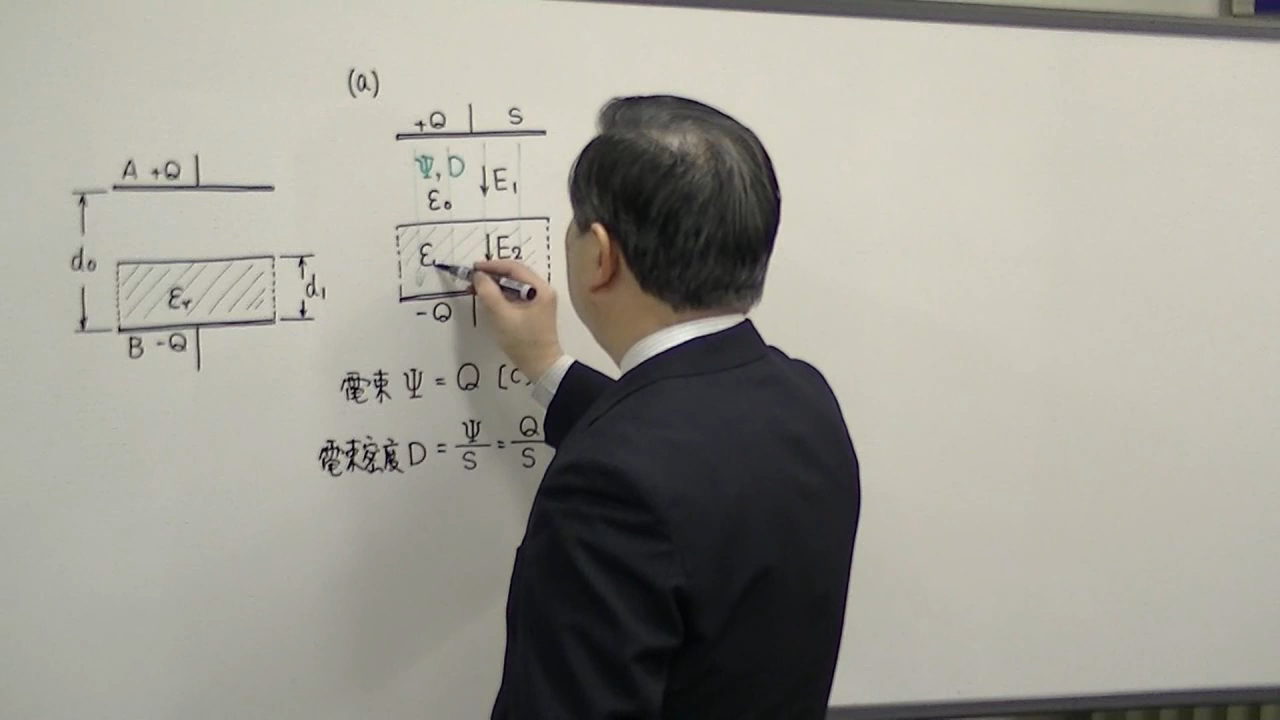 A +Q
d₀
εr
d₁
B -Q
(a)
+Q S
Ψ, D
E₁
ε₀
E₂
ε
-Q
電束 Ψ = Q [C
電束密度 D = Ψ/S = Q/S